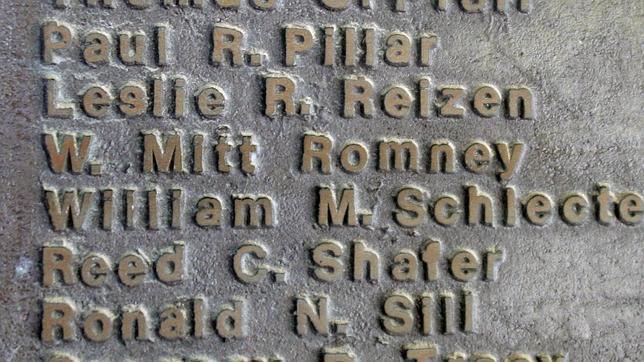 Paul R. Pillar
Leslie R. Reizen
W. Mitt Romney
William M. Schlecte
Reed C. Shafer
Ronald N. Sill